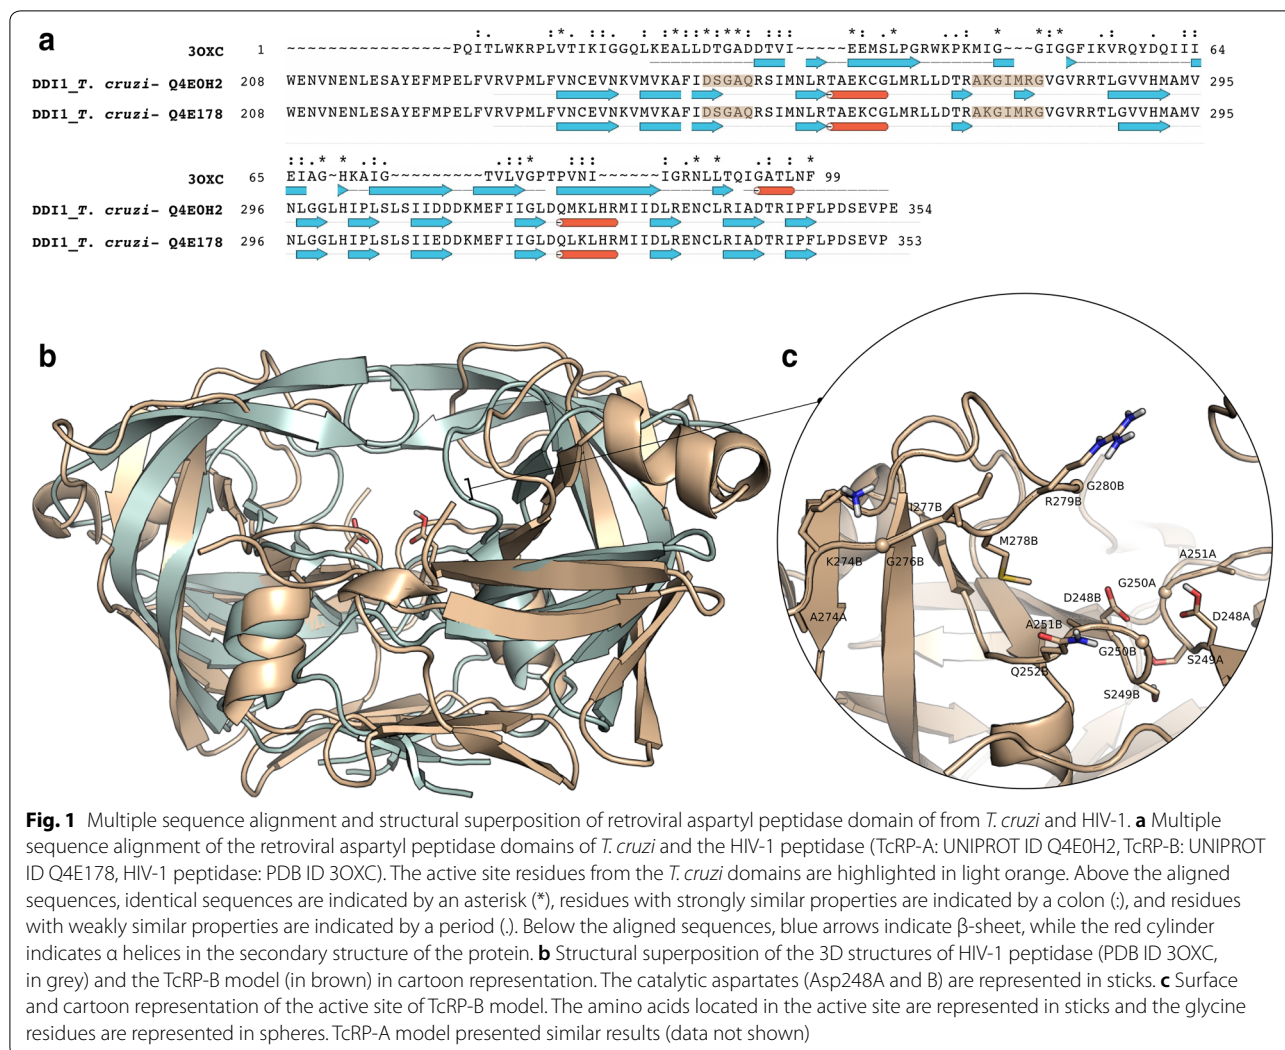 a
:. :*. :* : . : : *:**: :::: *: :.* .: : *. :* . : : ::
3OXC 1 ~~~~~~~~~~~~~~~~PQITLWKRPLVTIKIGGQLKEALLDTGADDTVI~~~~~EEMSLPGRWKPKMIG~~~GIGGFIKVRQYDQIII 64
DDI1_T. cruzi- Q4E0H2 208 WENVNENLESAYEFMPELFVRVPMLFVNCEVNKVMVKAFIDSGAQRSIMNLRTAEKCGLMRLLDTRAKGIMRGVGVRRTLGVVHMAMV 295
DDI1_T. cruzi- Q4E178 208 WENVNENLESAYEFMPELFVRVPMLFVNCEVNKVMVKAFIDSGAQRSIMNLRTAEKCGLMRLLDTRAKGIMRGVGVRRTLGVVHMAMV 295
::.* * .:. .::* :: : .* * .: : *
3OXC 65 EIAG~HKAIG~~~~~~~~~TVLVGPTPVNI~~~~~~IGRNLLTQIGATLNF 99
DDI1_T. cruzi- Q4E0H2 296 NLGGLHIPLSLSIIDDDKMEFIIGLDQMKLHRMIIDLRENCLRIADTRIPFLPDSEVPE 354
DDI1_T. cruzi- Q4E178 296 NLGGLHIPLSLSIIEDDKMEFIIGLDQLKLHRMIIDLRENCLRIADTRIPFLPDSEVP 353
b
c
G280B
R279B
I277B
M278B
A251A
K274B
G276B
G250A
D248B
A274A
A251B
D248A
G250B
S249A
Q252B
S249B
Fig. 1 Multiple sequence alignment and structural superposition of retroviral aspartyl peptidase domain of from T. cruzi and HIV-1. a Multiple
sequence alignment of the retroviral aspartyl peptidase domains of T. cruzi and the HIV-1 peptidase (TcRP-A: UNIPROT ID Q4E0H2, TcRP-B: UNIPROT
ID Q4E178, HIV-1 peptidase: PDB ID 3OXC). The active site residues from the T. cruzi domains are highlighted in light orange. Above the aligned
sequences, identical sequences are indicated by an asterisk (*), residues with strongly similar properties are indicated by a colon (:), and residues
with weakly similar properties are indicated by a period (.). Below the aligned sequences, blue arrows indicate β-sheet, while the red cylinder
indicates α helices in the secondary structure of the protein. b Structural superposition of the 3D structures of HIV-1 peptidase (PDB ID 3OXC,
in grey) and the TcRP-B model (in brown) in cartoon representation. The catalytic aspartates (Asp248A and B) are represented in sticks. c Surface
and cartoon representation of the active site of TcRP-B model. The amino acids located in the active site are represented in sticks and the glycine
residues are represented in spheres. TcRP-A model presented similar results (data not shown)